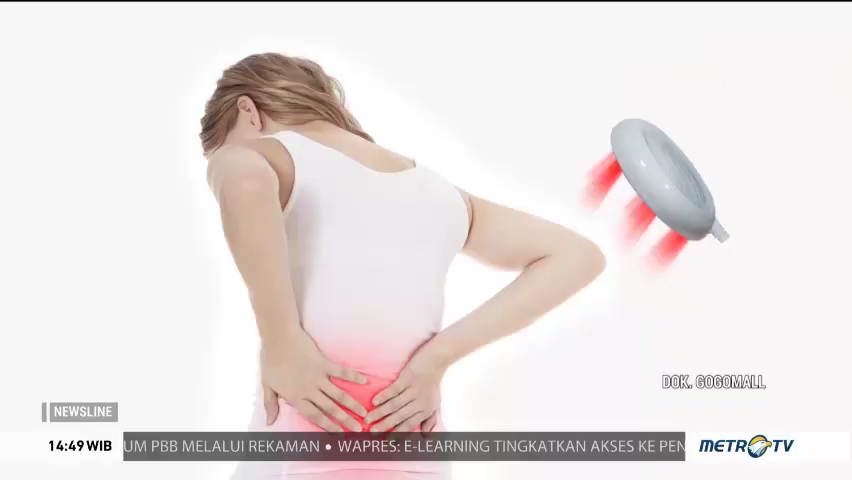 DOK. GOGOMALL
NEWSLINE
14:49 WIB
UM PBB MELALUI REKAMAN • WAPRES: E-LEARNING TINGKATKAN AKSES KE PEN
METRO TV